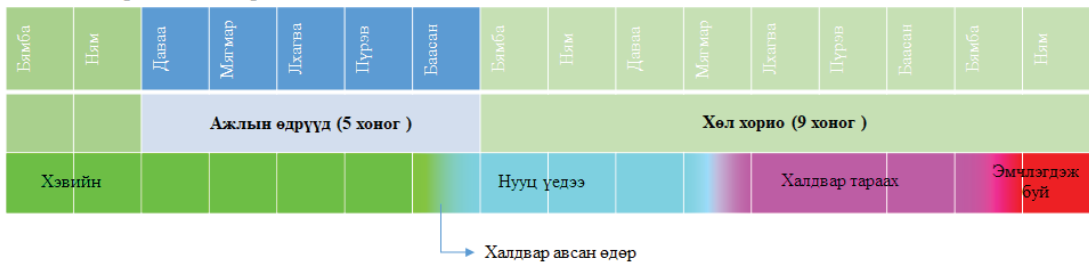 Бямба
Ням
Даваа
Мягмар
Лхагва
Пүрэв
Баасан
Бямба
Ням
Даваа
Мягмар
Лхагва
Пүрэв
Баасан
Бямба
Ням
Ажлын өдрүүд (5 хоног )
Хөл хорио (9 хоног )
Хэвийн
Нууц үедээ
Халдвар тараах
Эмчлэгдэж
буй
Халдвар авсан өдөр